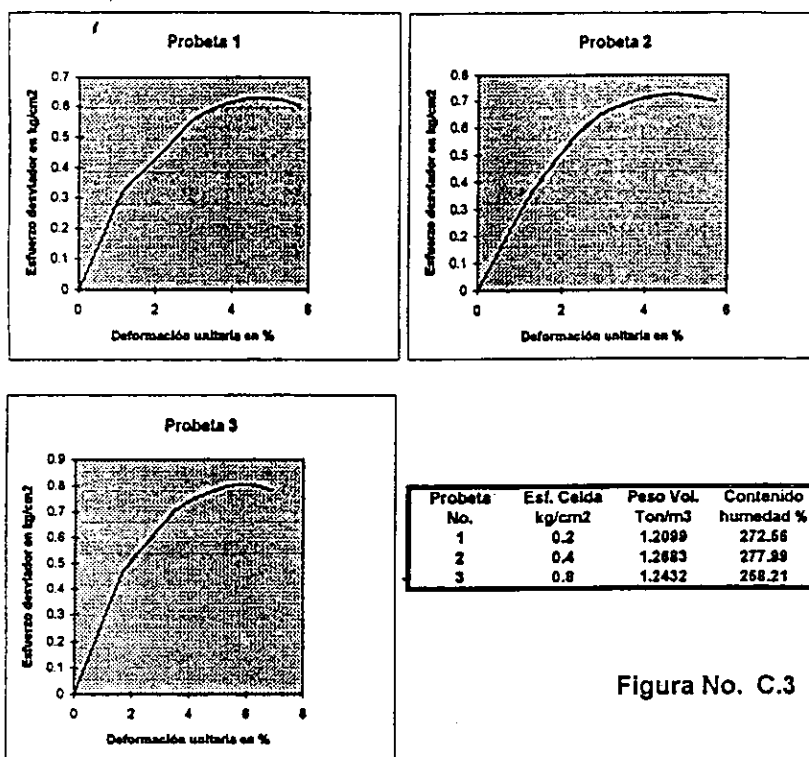 Probeta 1
Esfuerzo desviador en kg/cm2
0.7
0.6
0.5
0.4
0.3
0.2
0.1
0
0 2 4 6
Deformación unitaria en %
Probeta 2
Esfuerzo desviador en kg/cm2
0.8
0.7
0.6
0.5
0.4
0.3
0.2
0.1
0
0 2 4 6
Deformación unitaria en %
Probeta 3
Esfuerzo desviador en kg/cm2
0.9
0.8
0.7
0.6
0.5
0.4
0.3
0.2
0.1
0
0 2 4 6 8
Deformación unitaria en %
Probeta Esf. Celda Peso Vol. Contenido
No. kg/cm2 Ton/m3 humedad %
1 0.2 1.2099 272.56
2 0.4 1.2683 277.99
3 0.8 1.2432 258.21
Figura No. C.3